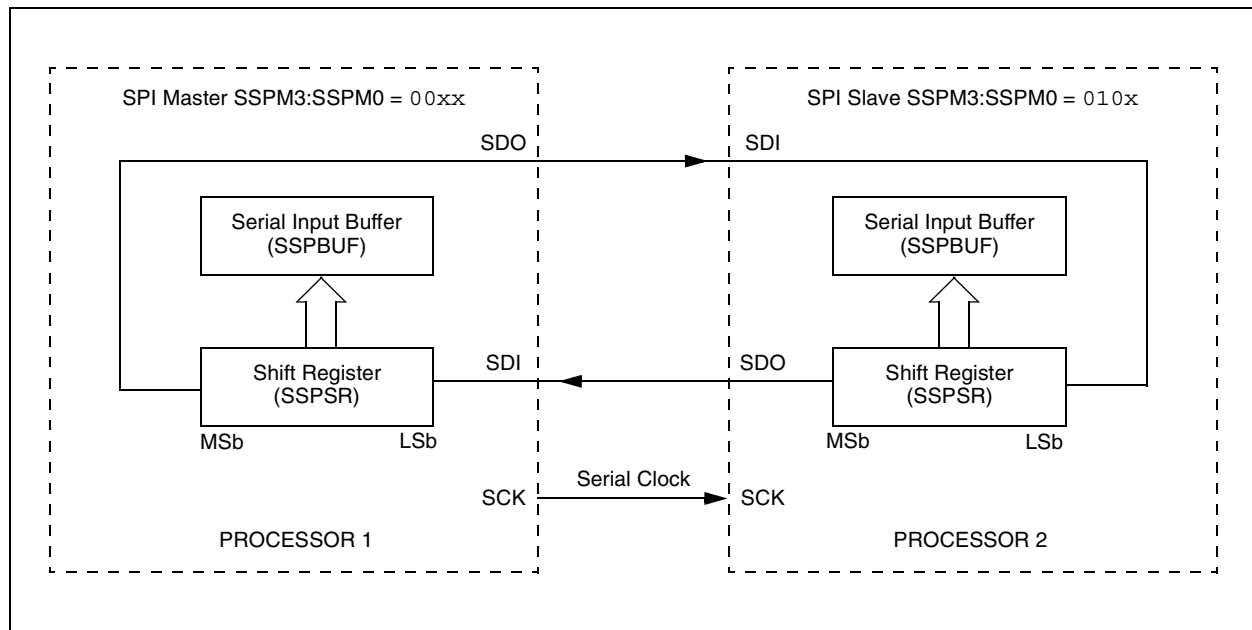 SPI Master SSPM3:SSPM0 = 00xx
SDO
Serial Input Buffer
(SSPBUF)
Shift Register
(SSPSR)
MSb
LSb
SDI
SCK
PROCESSOR 1
Serial Clock
SPI Slave SSPM3:SSPM0 = 010x
SDI
Serial Input Buffer
(SSPBUF)
SDO
Shift Register
(SSPSR)
MSb
LSb
SCK
PROCESSOR 2